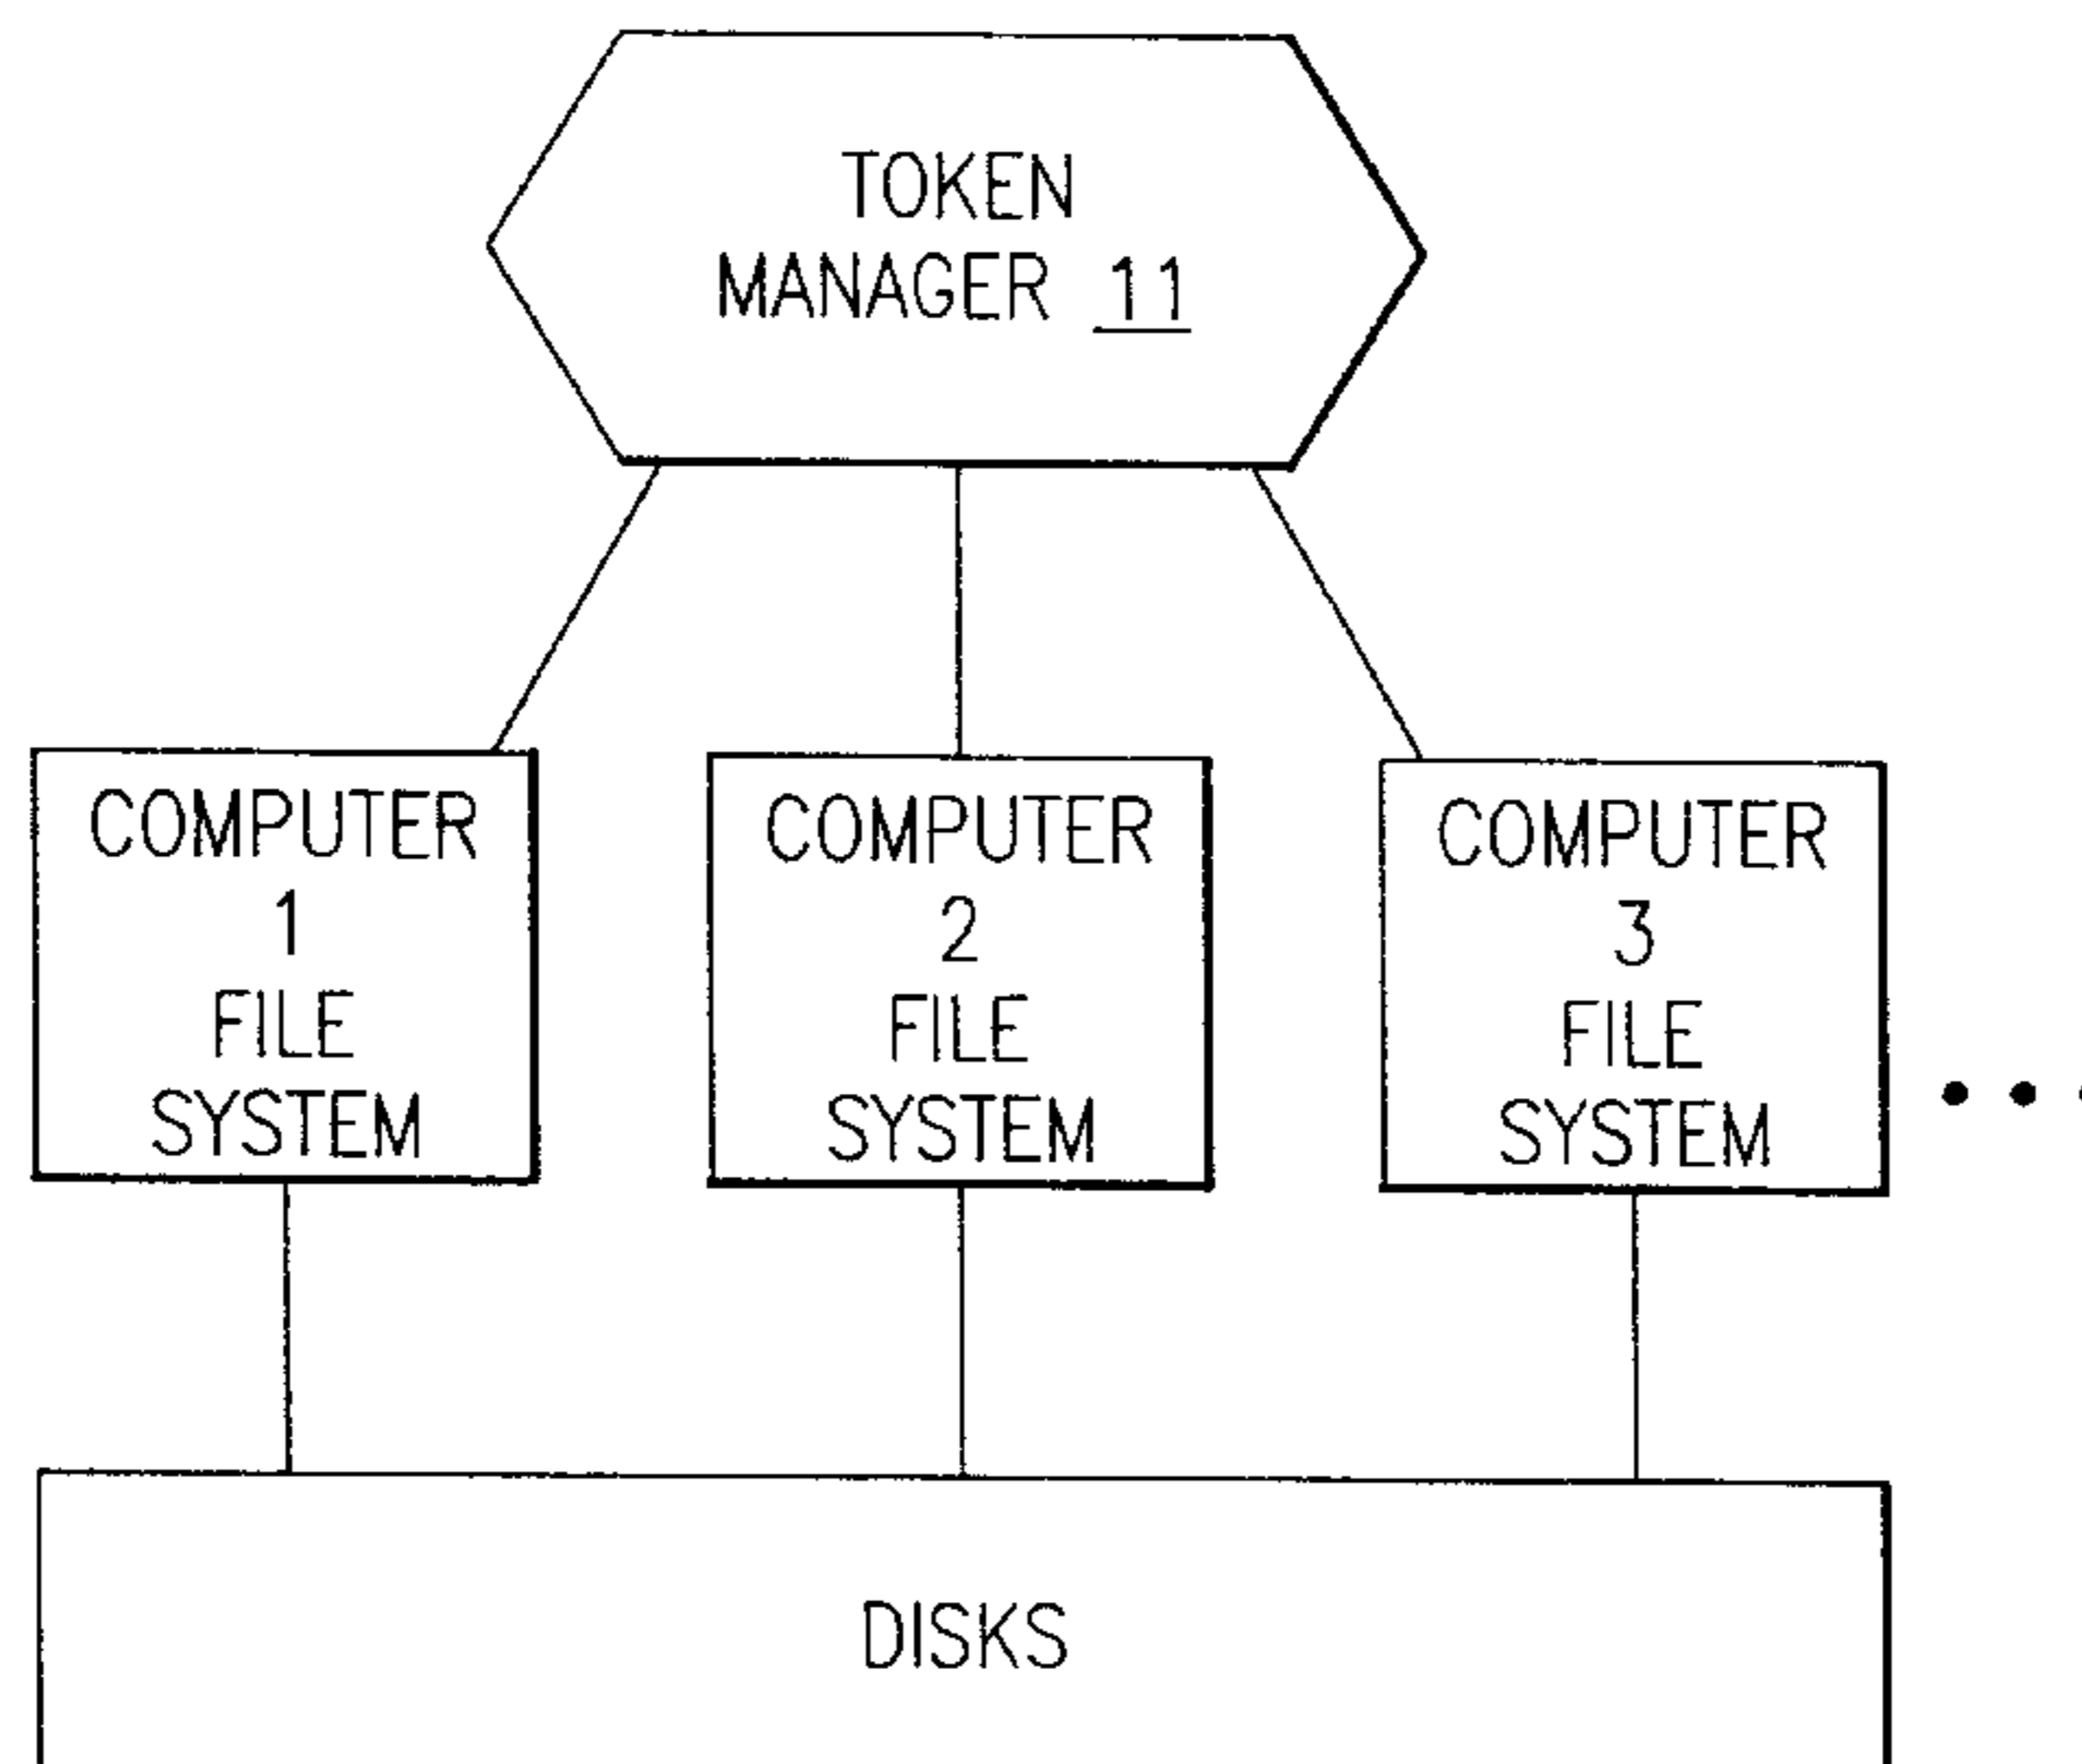 TOKEN
MANAGER 11
COMPUTER
1
FILE
SYSTEM
COMPUTER
2
FILE
SYSTEM
COMPUTER
3
FILE
SYSTEM
DISKS